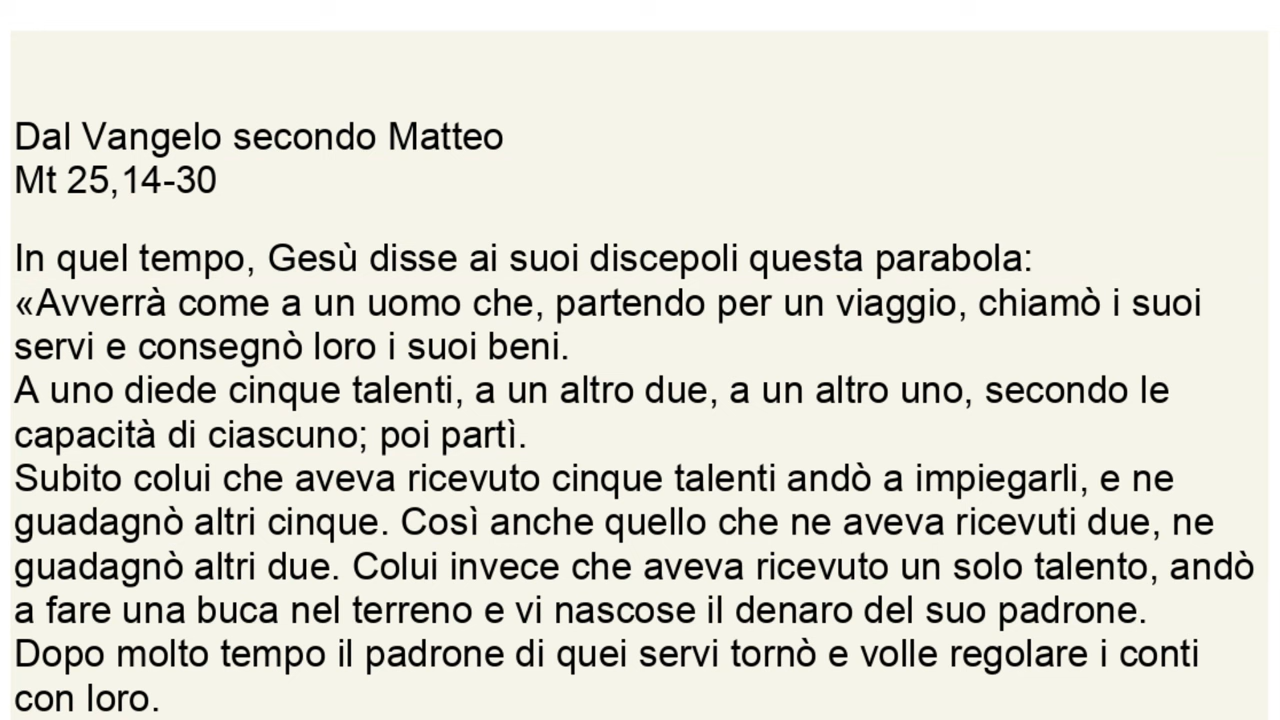 Dal Vangelo secondo Matteo
Mt 25,14-30
In quel tempo, Gesù disse ai suoi discepoli questa parabola:
«Avverrà come a un uomo che, partendo per un viaggio, chiamò i suoi
servi e consegnò loro i suoi beni.
A uno diede cinque talenti, a un altro due, a un altro uno, secondo le
capacità di ciascuno; poi partì.
Subito colui che aveva ricevuto cinque talenti andò a impiegarli, e ne
guadagnò altri cinque. Così anche quello che ne aveva ricevuti due, ne
guadagnò altri due. Colui invece che aveva ricevuto un solo talento, andò
a fare una buca nel terreno e vi nascose il denaro del suo padrone.
Dopo molto tempo il padrone di quei servi tornò e volle regolare i conti
con loro.